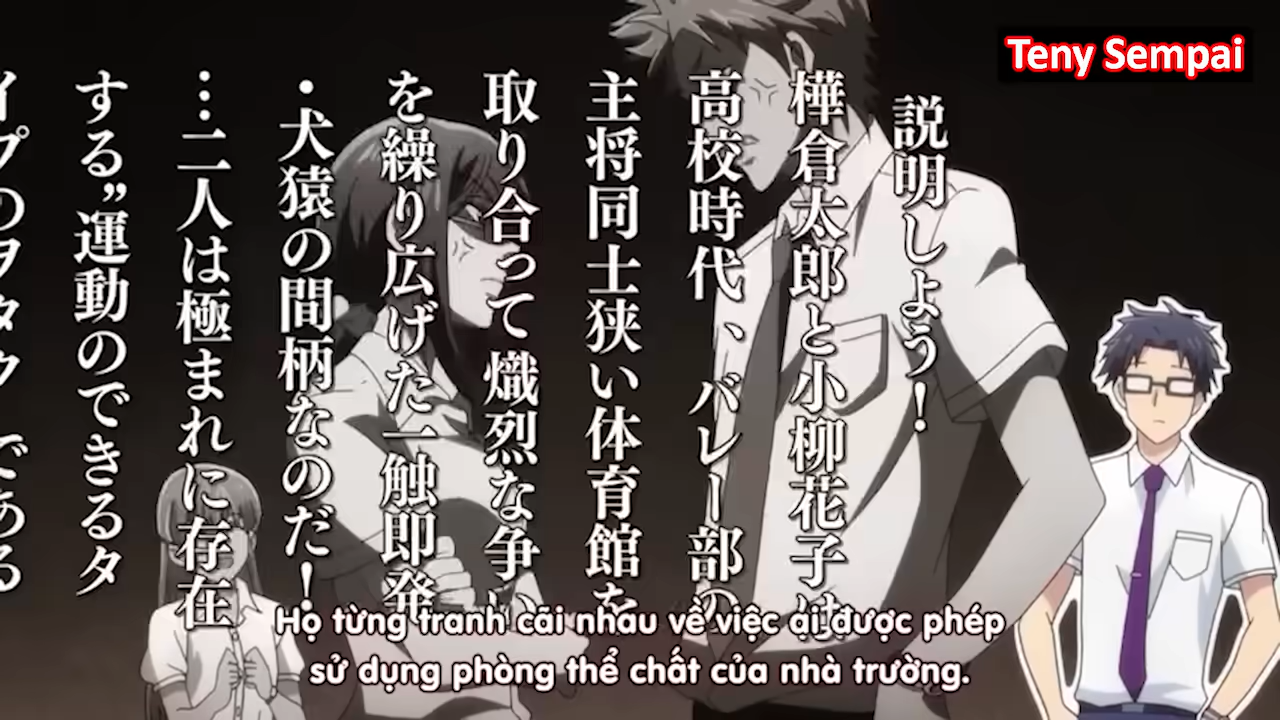 Teny Sempai
説明しよう！
樺倉太郎と小柳花子は
高校時代、バレー部の
主将同士狭い体育館を
取り合って熾烈な争い
を繰り広げた一触即発
・犬猿の間柄なのだ！
…二人は極まれに存在
する”運動のできるタ
イプのヲタク”である
Họ từng tranh cãi nhau về việc ai được phép
sử dụng phòng thể chất của nhà trường.